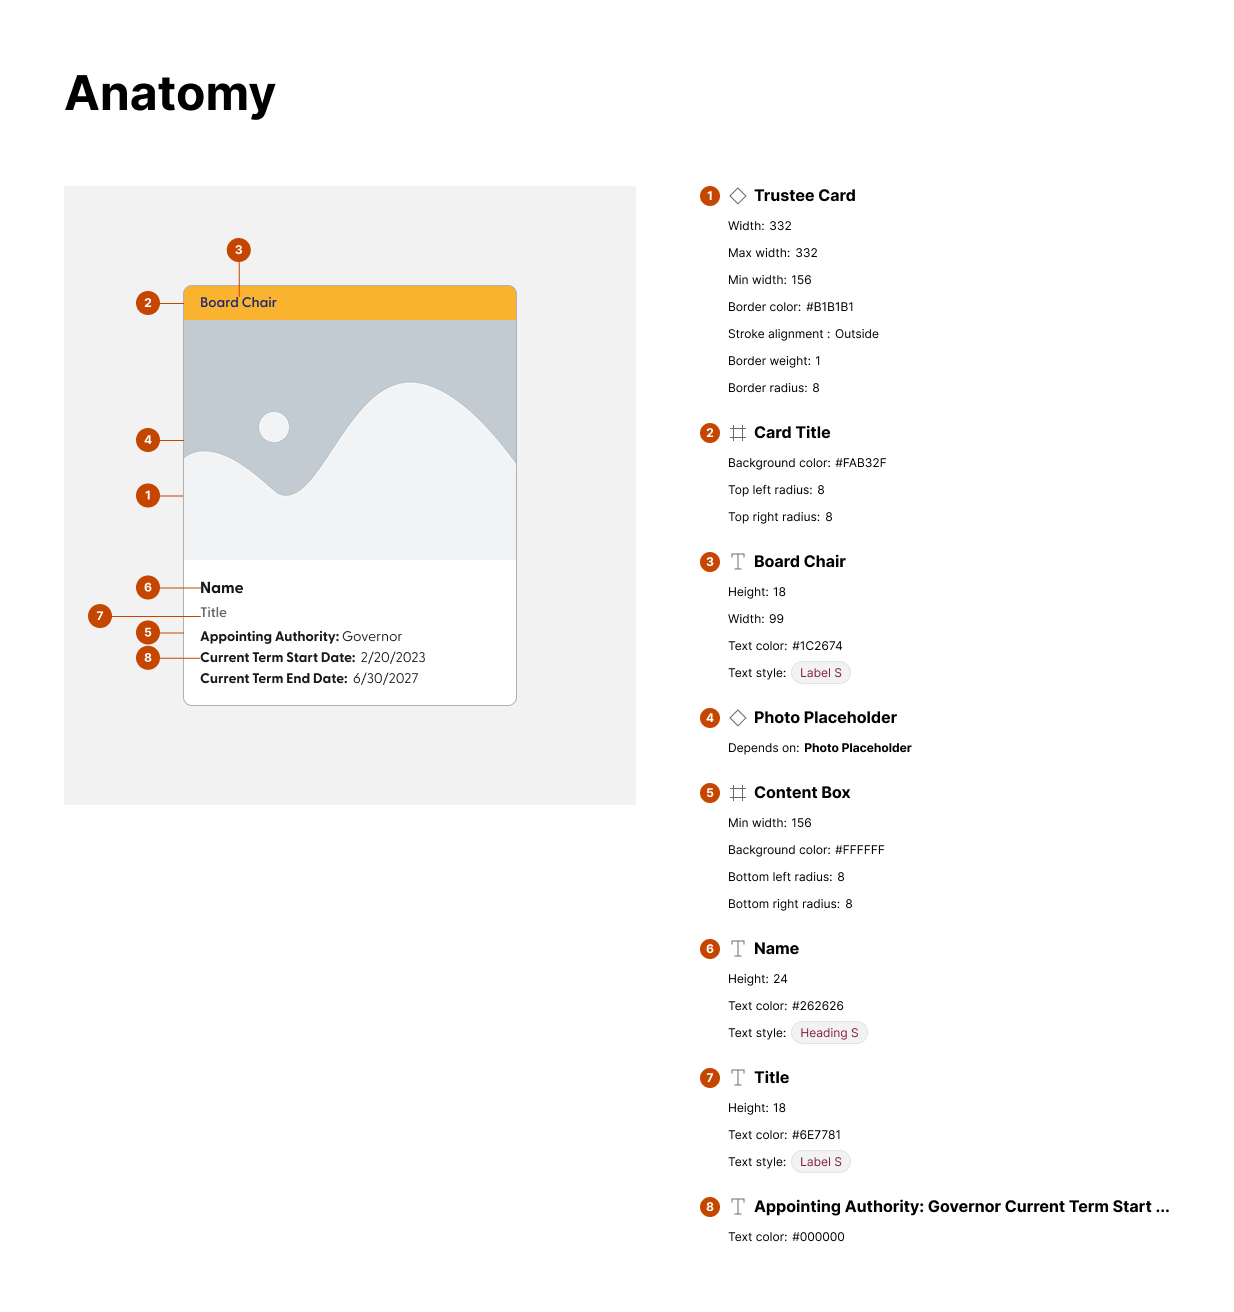 Anatomy
3
2
Board Chair
4
1
6
Name
7
Title
5
Appointing Authority: Governor
8
Current Term Start Date: 2/20/2023
Current Term End Date: 6/30/2027
1 Trustee Card
Width: 332
Max width: 332
Min width: 156
Border color: #B1B1B1
Stroke alignment : Outside
Border weight: 1
Border radius: 8
2 Card Title
Background color: #FAB32F
Top left radius: 8
Top right radius: 8
3 Board Chair
Height: 18
Width: 99
Text color: #1C2674
Text style: Label S
4 Photo Placeholder
Depends on: Photo Placeholder
5 Content Box
Min width: 156
Background color: #FFFFFF
Bottom left radius: 8
Bottom right radius: 8
6 Name
Height: 24
Text color: #262626
Text style: Heading S
7 Title
Height: 18
Text color: #6E7781
Text style: Label S
8 Appointing Authority: Governor Current Term Start ...
Text color: #000000